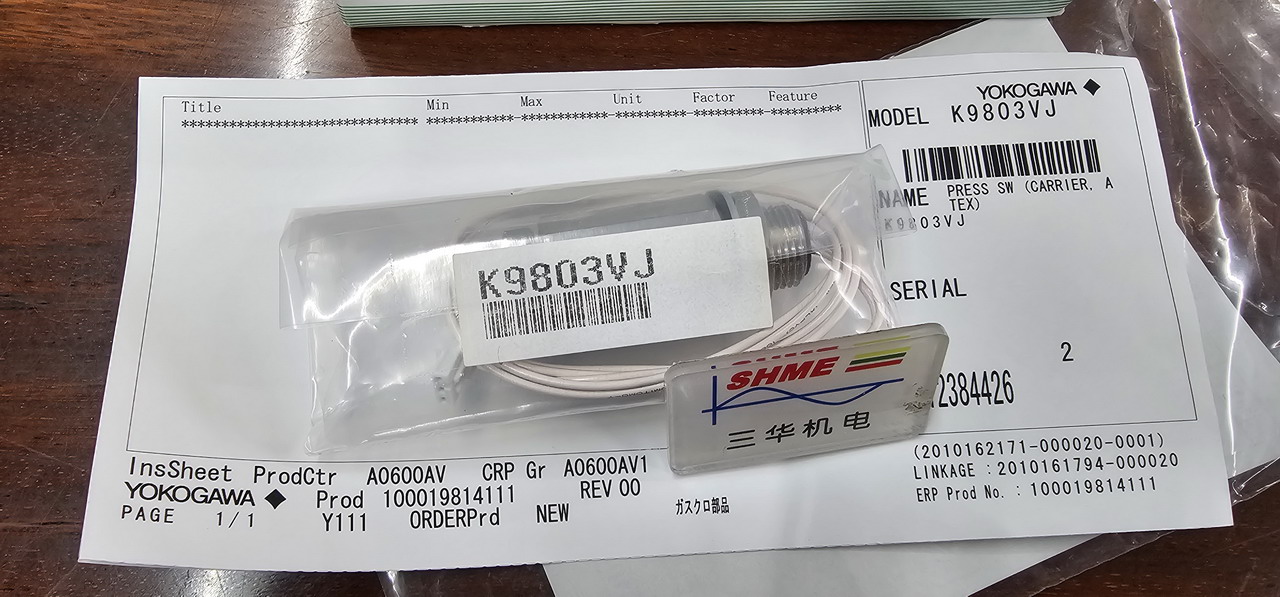 Title Min Max Unit Factor Feature
YOKOGAWA
MODEL K9803VJ
NAME PRESS SW (CARRIER, A
TEX)
K9803VJ
K9803VJ
SERIAL
2
2384426
SHME
三华机电
InsSheet ProdCtr A0600AV CRP Gr A0600AV1
YOKOGAWA Prod 100019814111 REV 00
PAGE 1/1 Y111 ORDERPrd NEW ガスクロ部品
(2010162171-000020-0001)
LINKAGE :2010161794-000020
ERP Prod No. : 100019814111